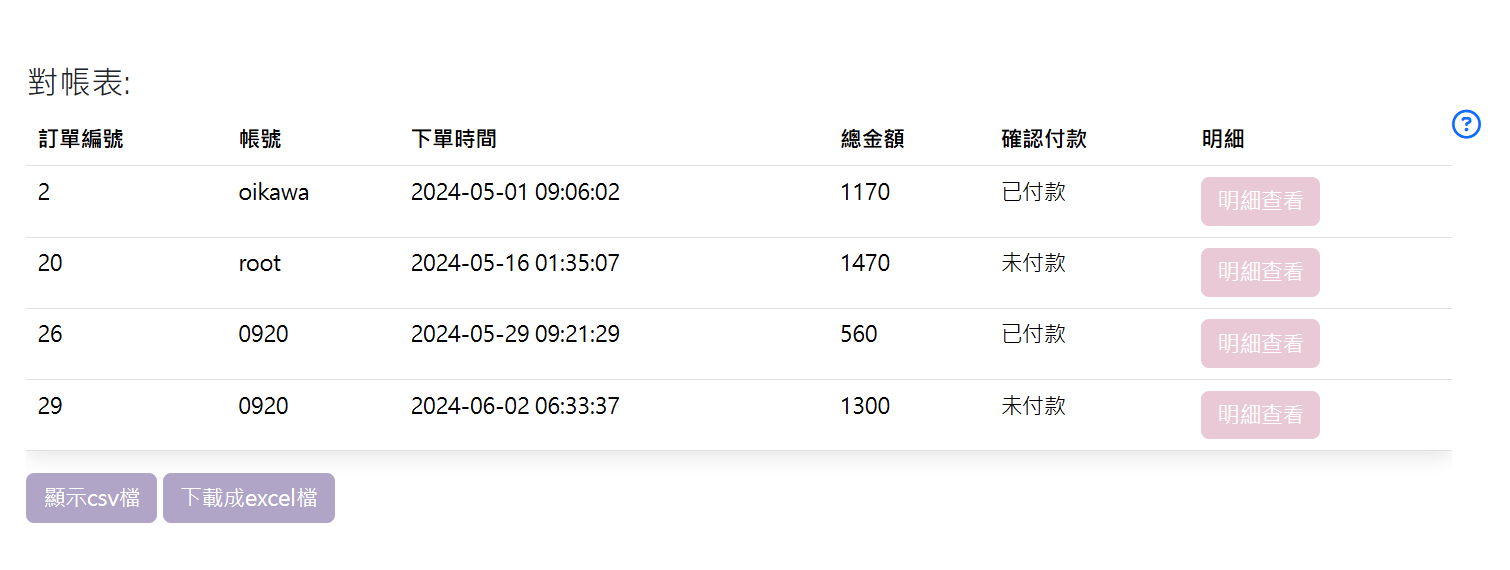 對帳表:
?
訂單編號 帳號 下單時間 總金額 確認付款 明細
2 oikawa 2024-05-01 09:06:02 1170 已付款 明細查看
20 root 2024-05-16 01:35:07 1470 未付款 明細查看
26 0920 2024-05-29 09:21:29 560 已付款 明細查看
29 0920 2024-06-02 06:33:37 1300 未付款 明細查看
顯示csv檔 下載成excel檔